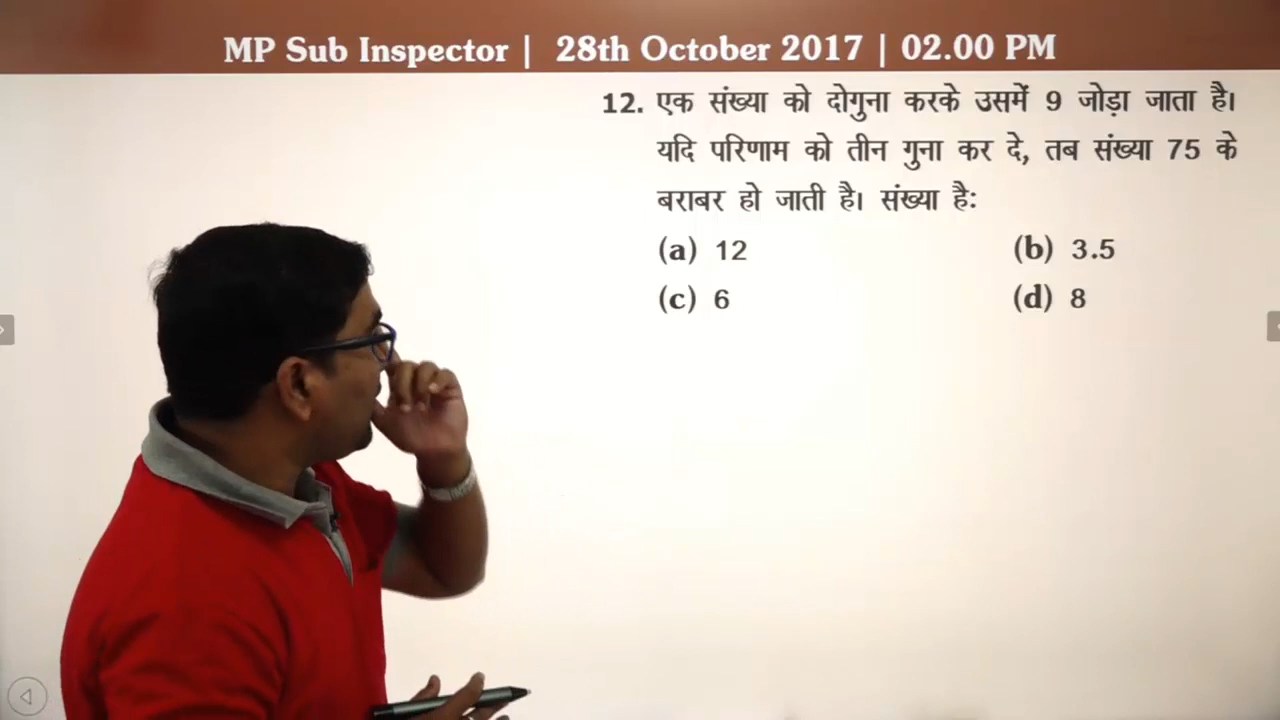 MP Sub Inspector | 28th October 2017 | 02.00 PM
12. एक संख्या को दोगुना करके उसमें 9 जोड़ा जाता है।
यदि परिणाम को तीन गुना कर दे, तब संख्या 75 के
बराबर हो जाती है। संख्या है:
(a) 12 (b) 3.5
(c) 6 (d) 8